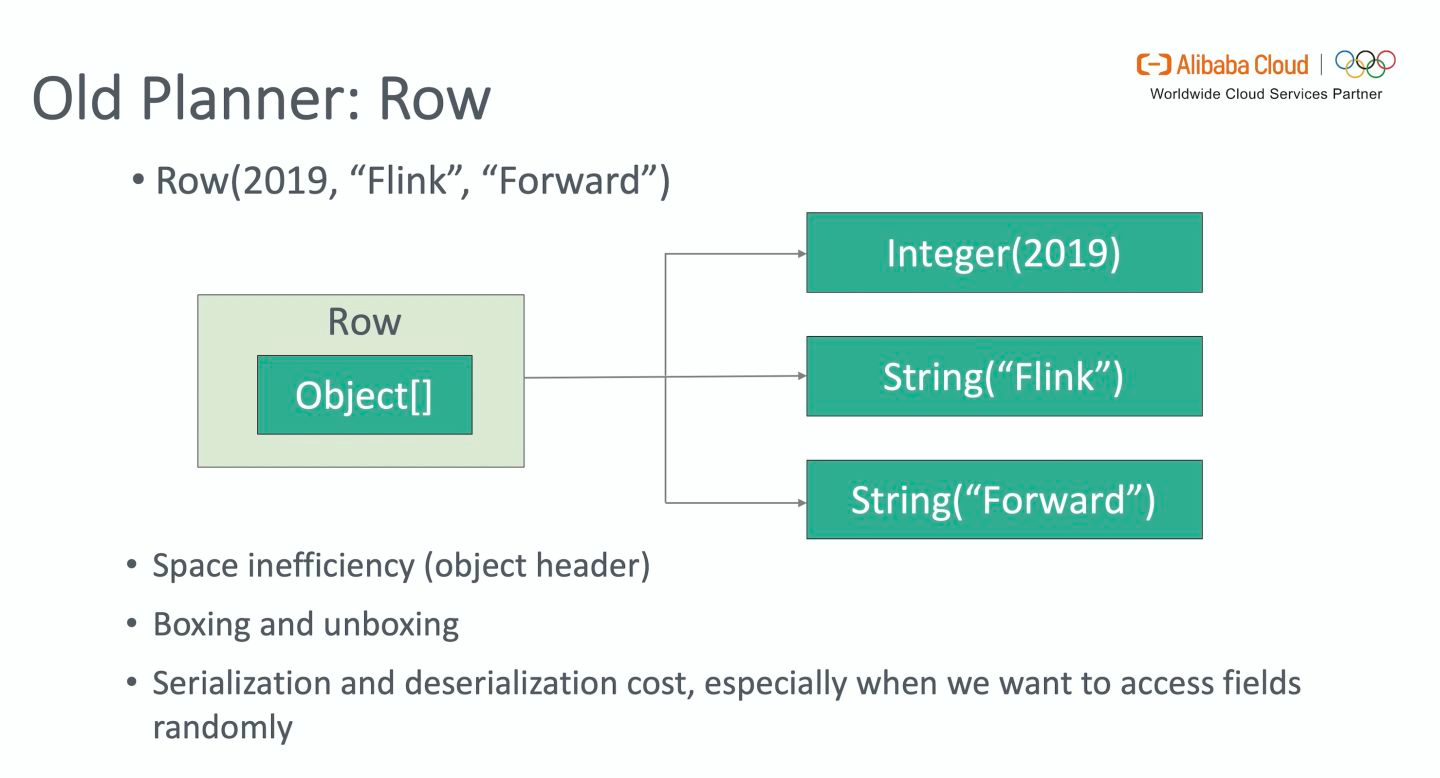 Alibaba Cloud
Worldwide Cloud Services Partner
Old Planner: Row
• Row(2019, “Flink”, “Forward”)
Row
Object[]
Integer(2019)
String(“Flink”)
String(“Forward”)
• Space inefficiency (object header)
• Boxing and unboxing
• Serialization and deserialization cost, especially when we want to access fields
randomly